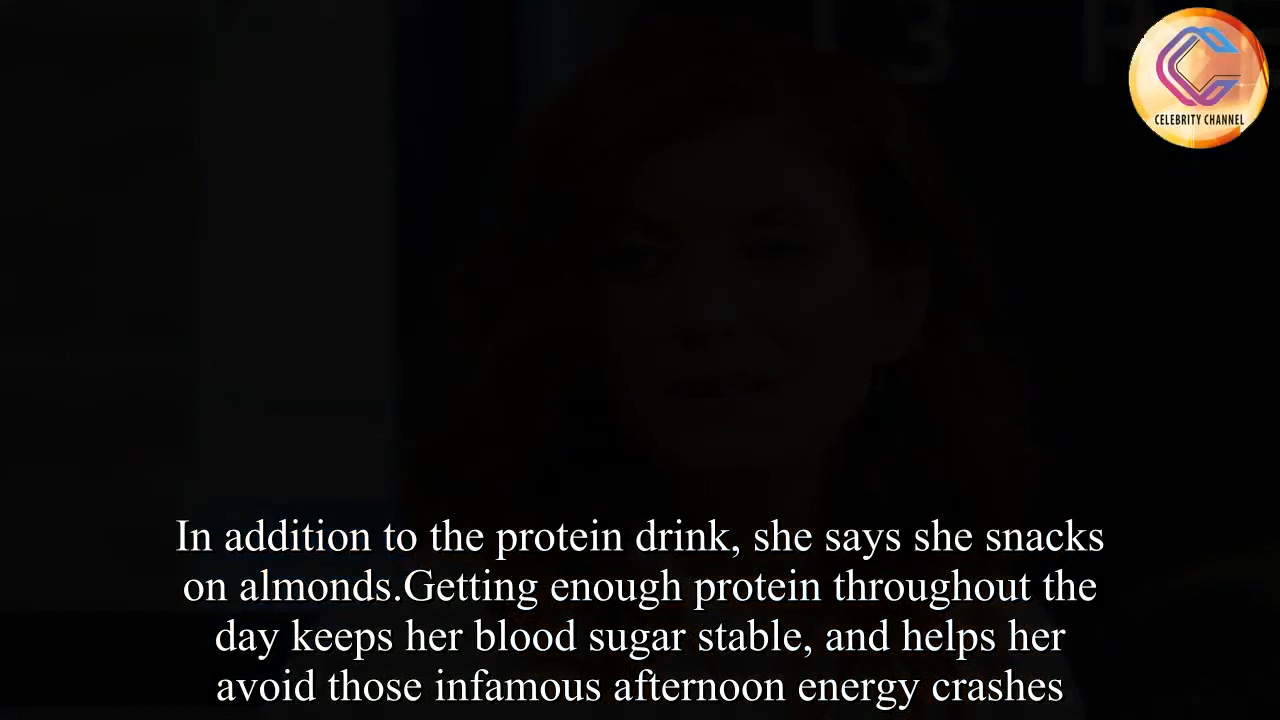 CELEBRITY CHANNEL
In addition to the protein drink, she says she snacks
on almonds.Getting enough protein throughout the
day keeps her blood sugar stable, and helps her
avoid those infamous afternoon energy crashes